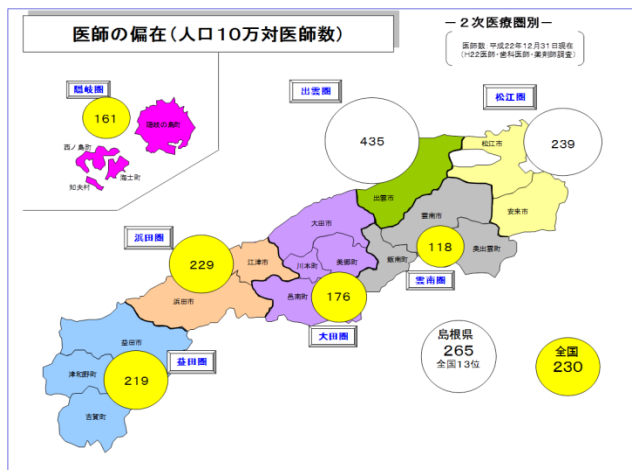 医師の偏在(人口10万対医師数)
－２次医療圏別－
医師数:平成22年12月31日現在
(H22医師・歯科医師・薬剤師調査)
隠岐圏
161
隠岐の島町
西ノ島町
海士町
知夫村
出雲圏
435
松江圏
239
松江市
安来市
出雲市
雲南市
奥出雲町
飯南町
118
雲南圏
大田市
川本町
美郷町
邑南町
176
大田圏
浜田圏
229
江津市
浜田市
益田市
津和野町
吉賀町
219
益田圏
島根県
265
全国13位
全国
230